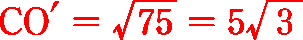 CO′ = √75 = 5√3